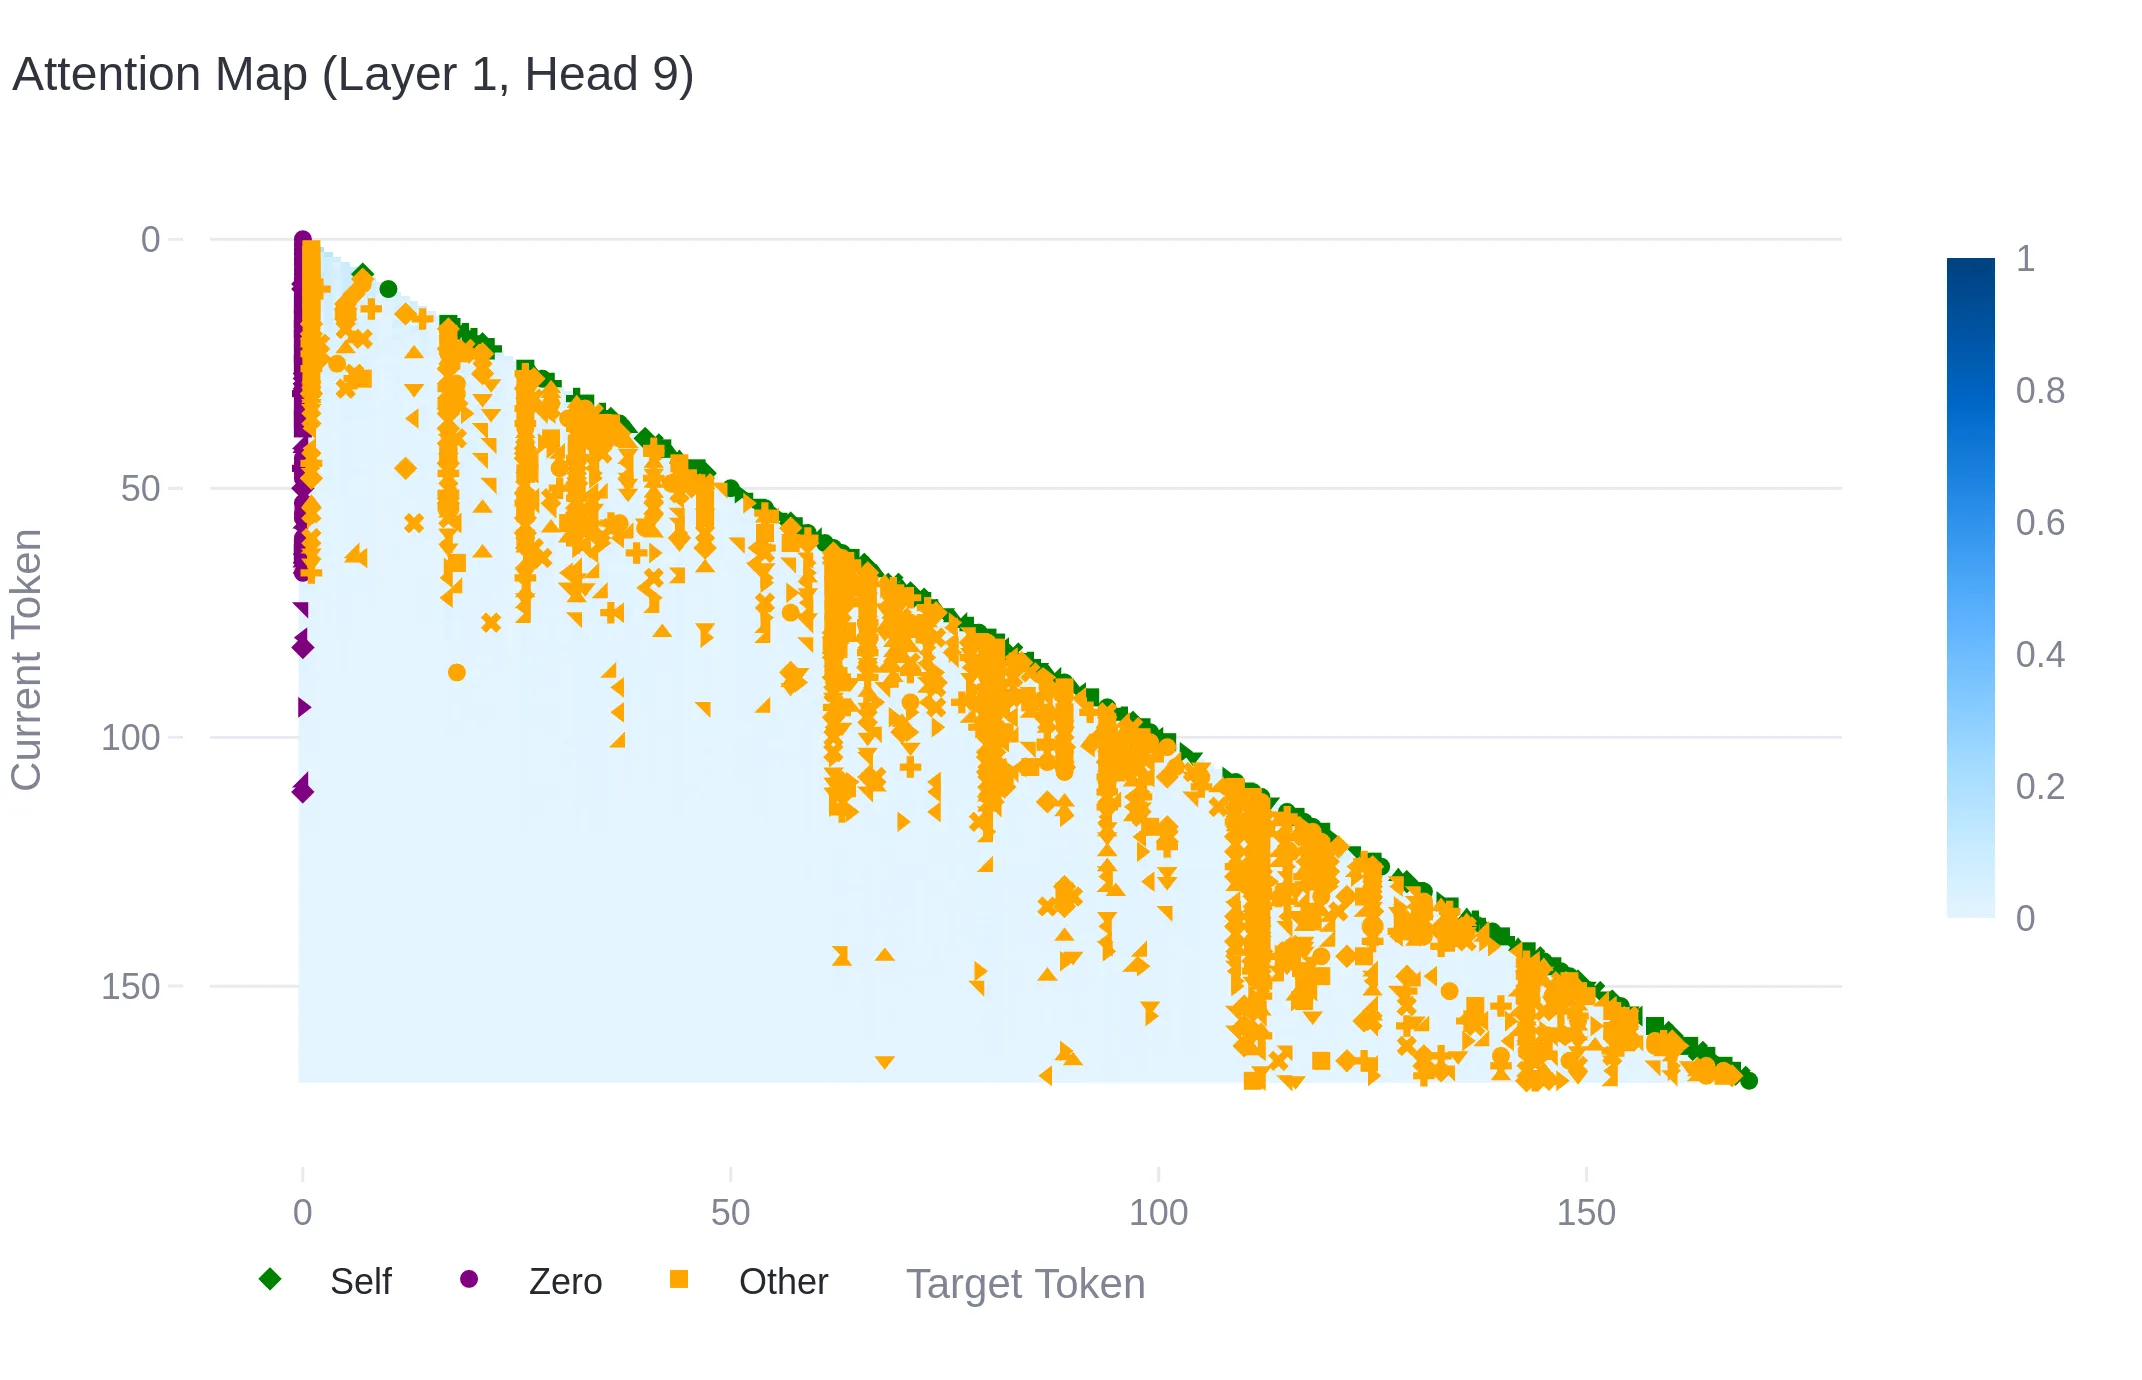 Attention Map (Layer 1, Head 9)
Current Token
0
50
100
150
0
50
100
150
Self
Zero
Other
Target Token
1
0.8
0.6
0.4
0.2
0